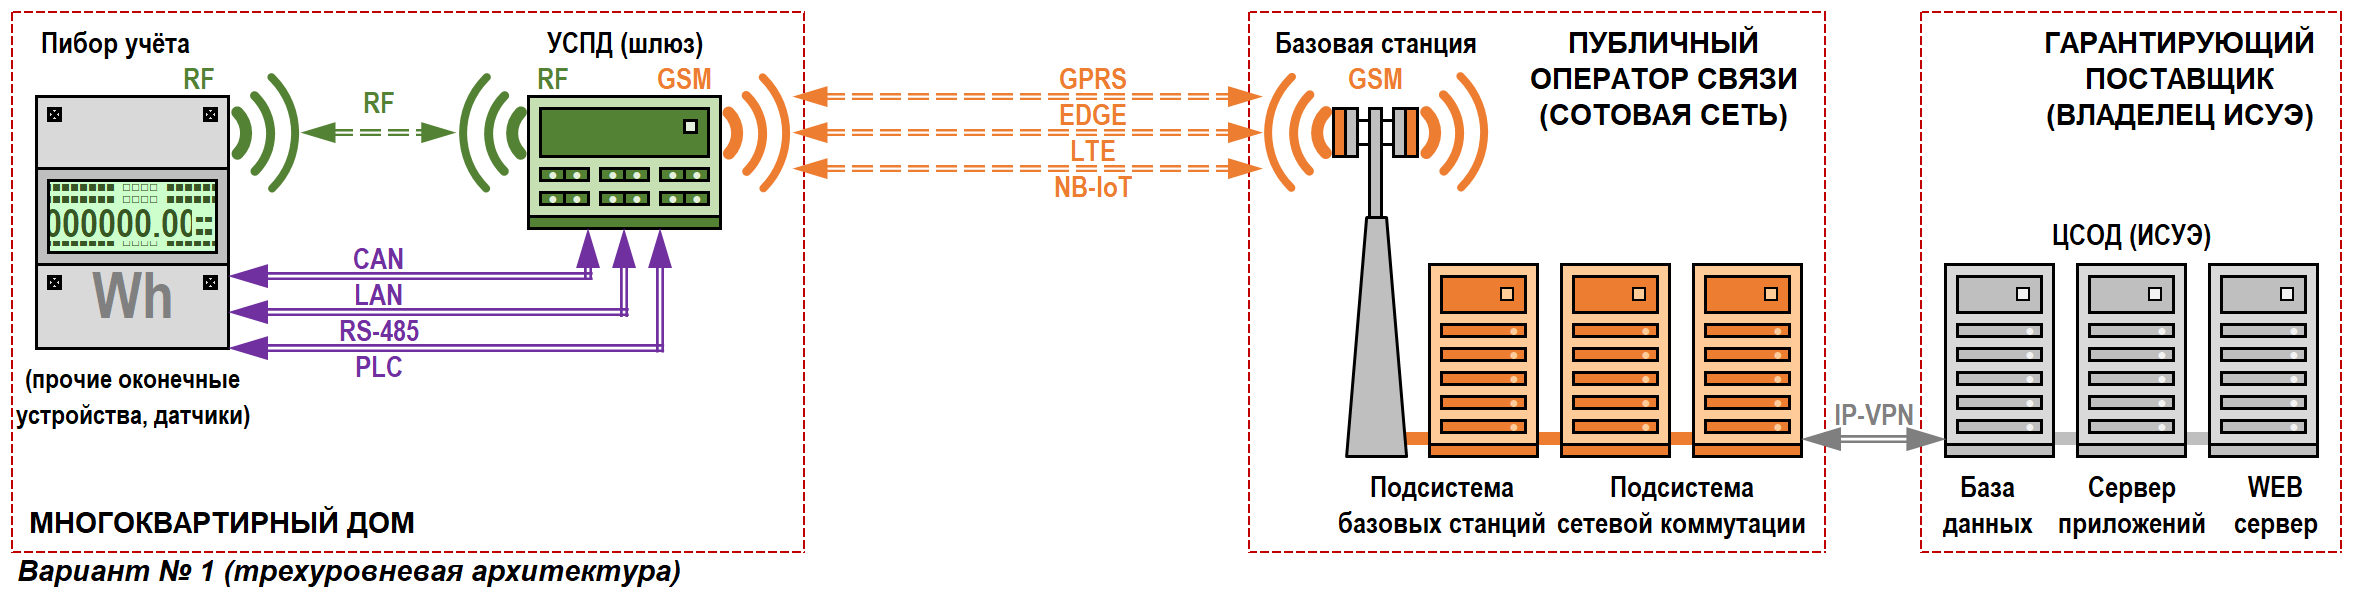 Пибор учёта
RF
УСПД (шлюз)
RF
GSM
RF
000000.00
Wh
CAN
LAN
RS-485
PLC
(прочие оконечные
устройства, датчики)
МНОГОКВАРТИРНЫЙ ДОМ
GPRS
EDGE
LTE
NB-IoT
Базовая станция
GSM
ПУБЛИЧНЫЙ
ОПЕРАТОР СВЯЗИ
(СОТОВАЯ СЕТЬ)
Подсистема
базовых станций
Подсистема
сетевой коммутации
IP-VPN
ГАРАНТИРУЮЩИЙ
ПОСТАВЩИК
(ВЛАДЕЛЕЦ ИСУЭ)
ЦСОД (ИСУЭ)
База
данных
Сервер
приложений
WEB
сервер
Вариант № 1 (трехуровневая архитектура)